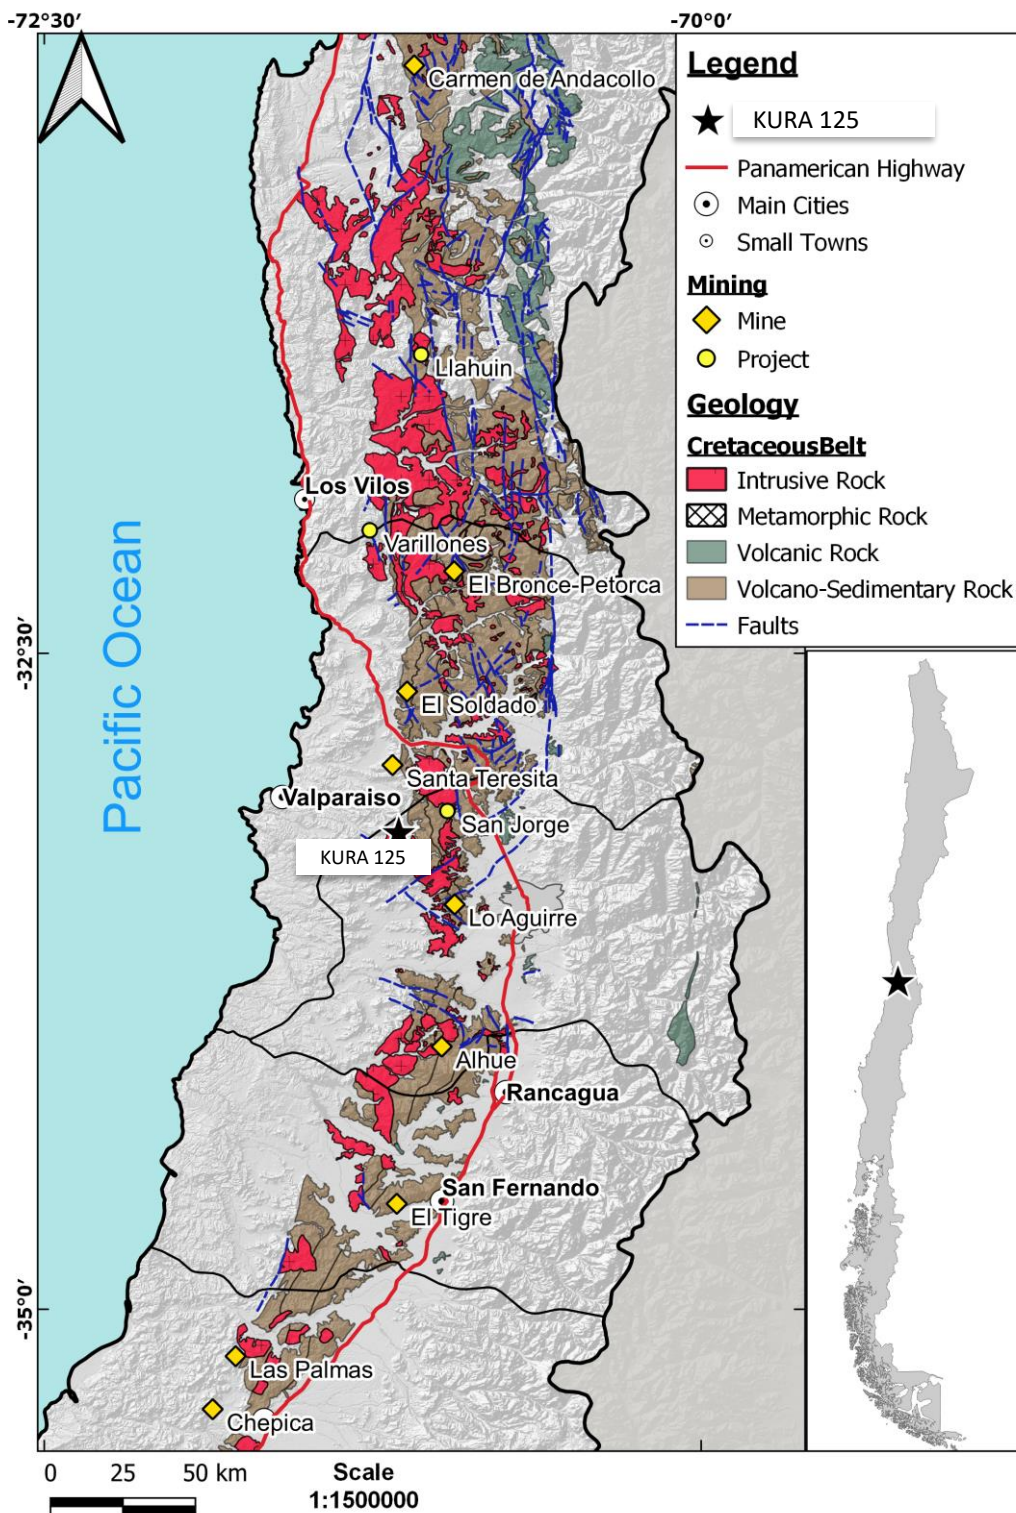 -72°30′
-70°0′
Carmen de Andacollo
Llahuin
Los Vilos
Varillones
El Bronce-Petorca
-32°30′
Pacific Ocean
El Soldado
Santa Teresita
Valparaiso
San Jorge
KURA 125
Lo Aguirre
Alhue
Rancagua
San Fernando
El Tigre
-35°0′
Las Palmas
Chepica
Legend
KURA 125
Panamerican Highway
Main Cities
Small Towns
Mining
Mine
Project
Geology
CretaceousBelt
Intrusive Rock
Metamorphic Rock
Volcanic Rock
Volcano-Sedimentary Rock
Faults
0 25 50 km
Scale
1:1500000